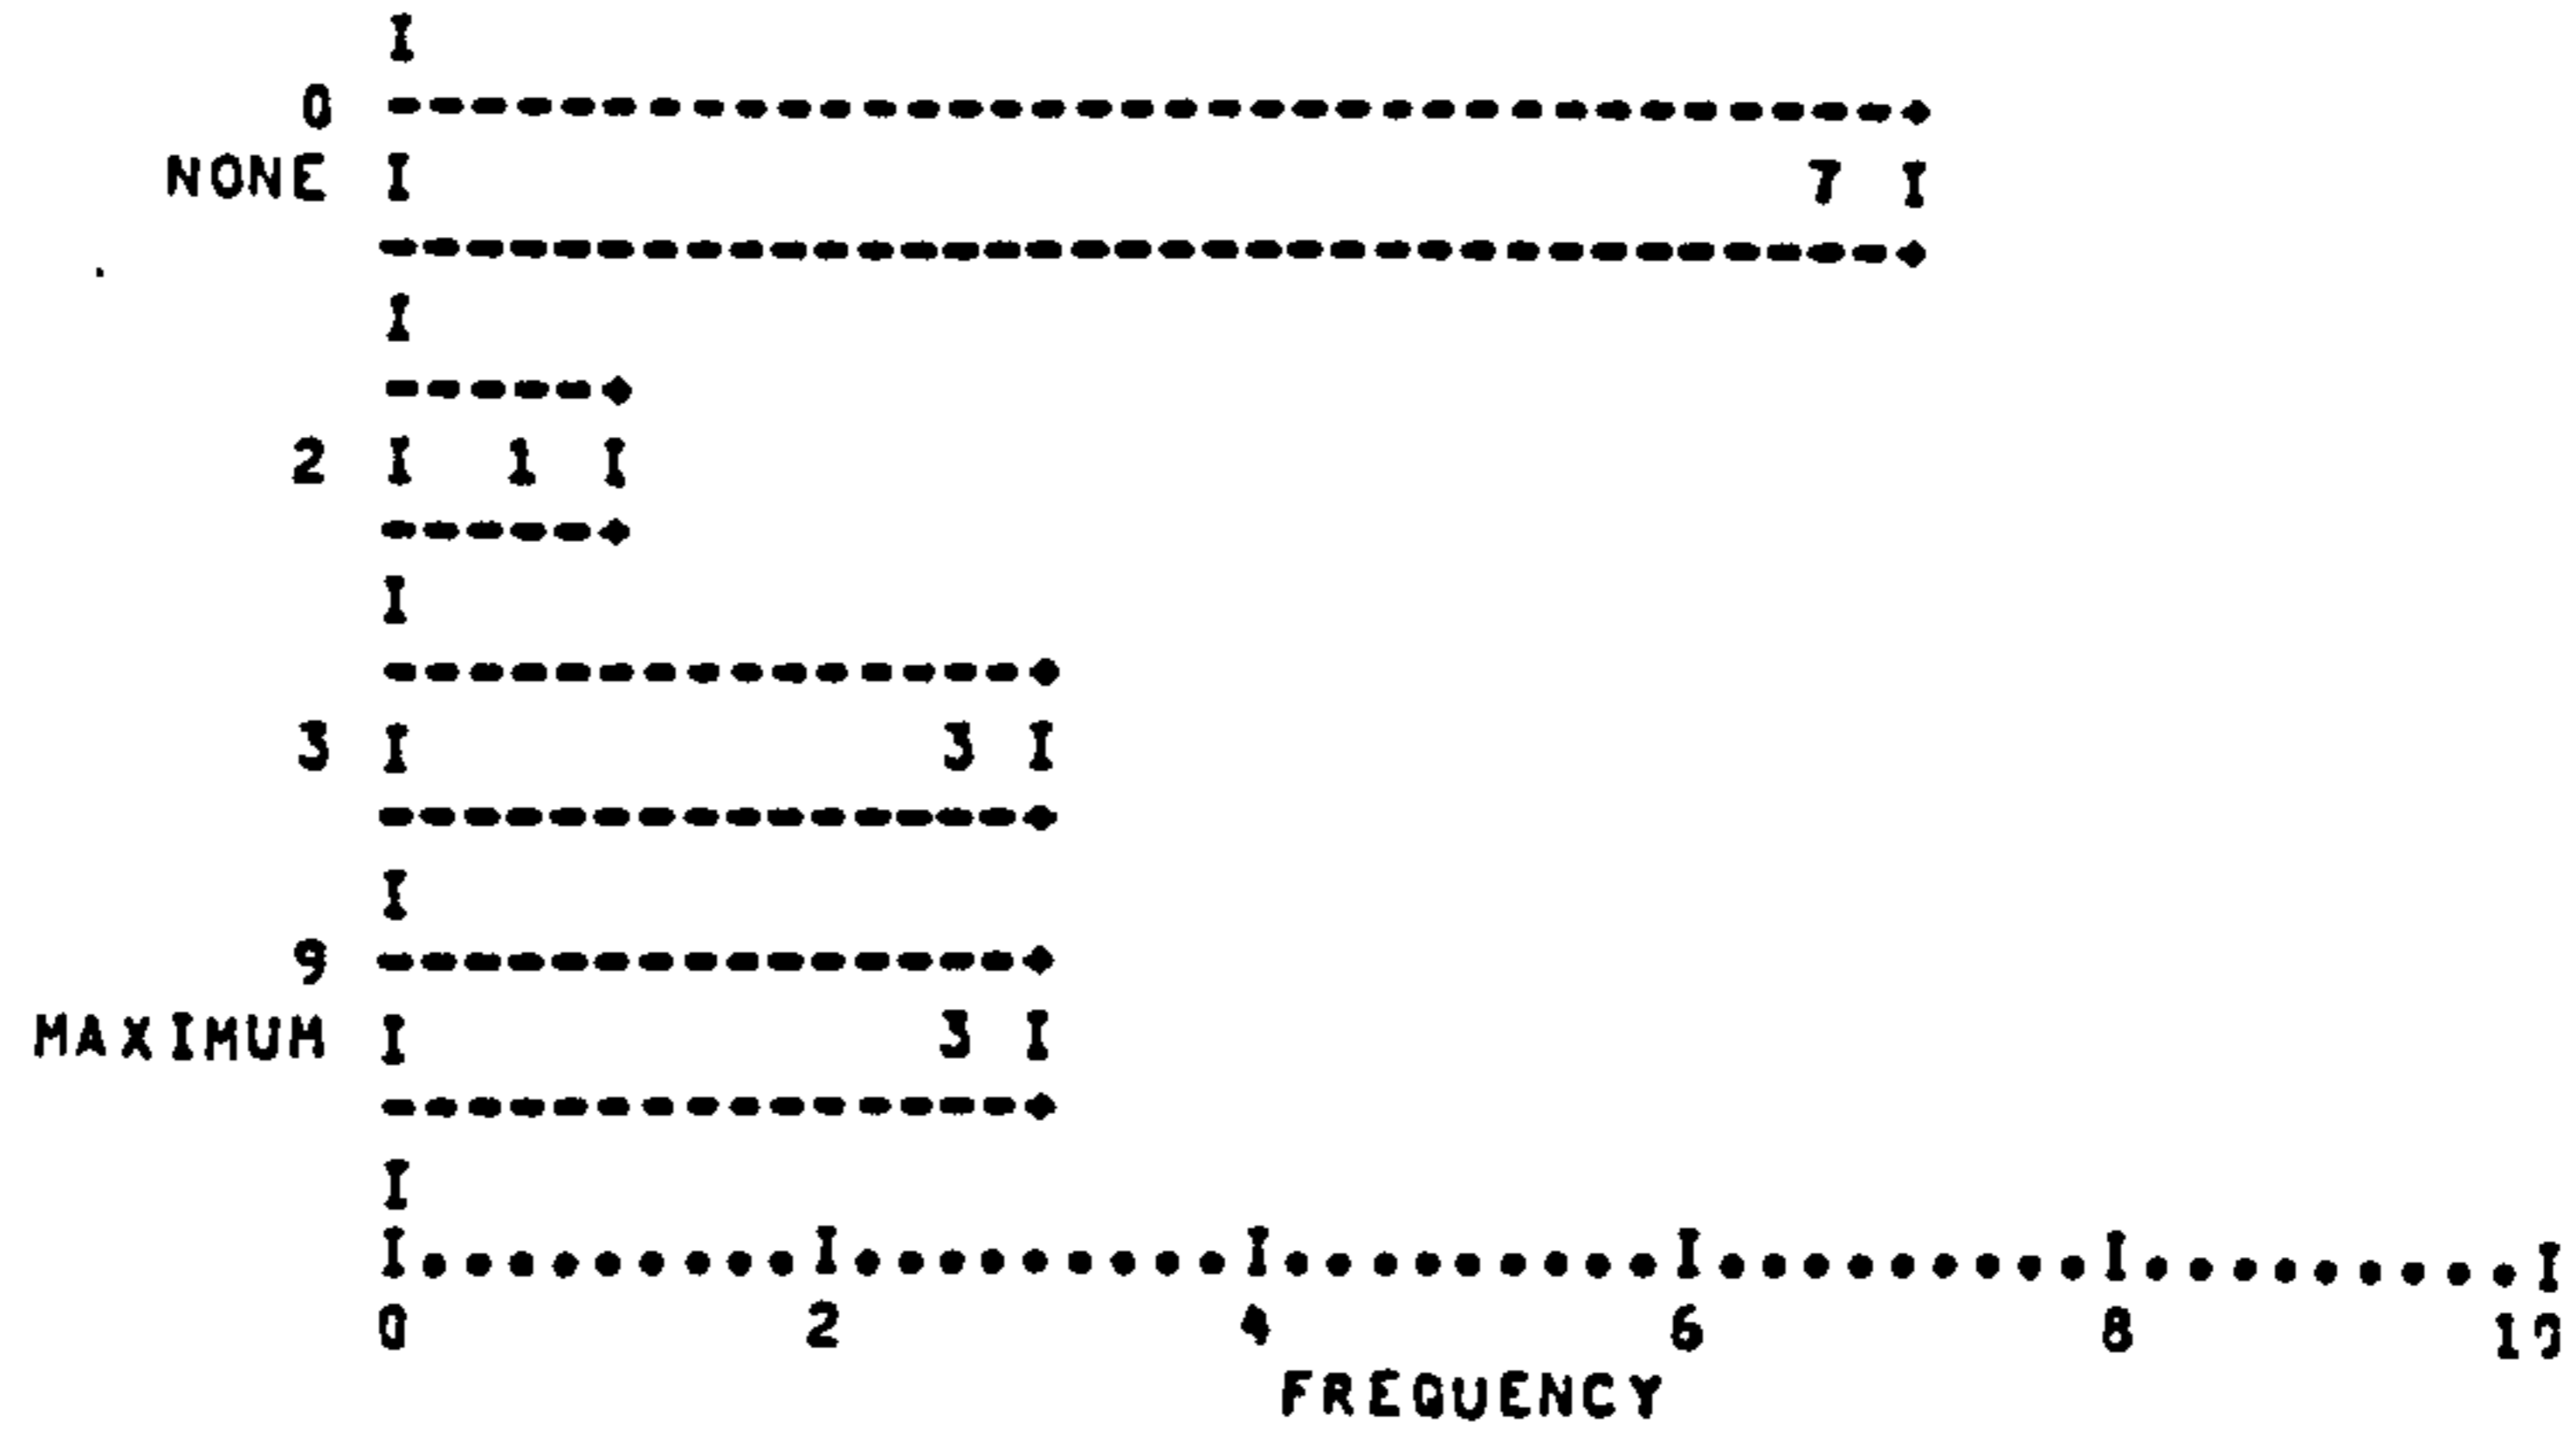 I
0 -----------------------------------+
NONE I 7 I
-----------------------------------+
I
-----+
2 I 1 I
-----+
I
---------------+
3 I 3 I
---------------+
I
9 ---------------+
MAXIMUM I 3 I
---------------+
I
I.........I.........I.........I.........I.........I
0 2 4 6 8 10
FREQUENCY